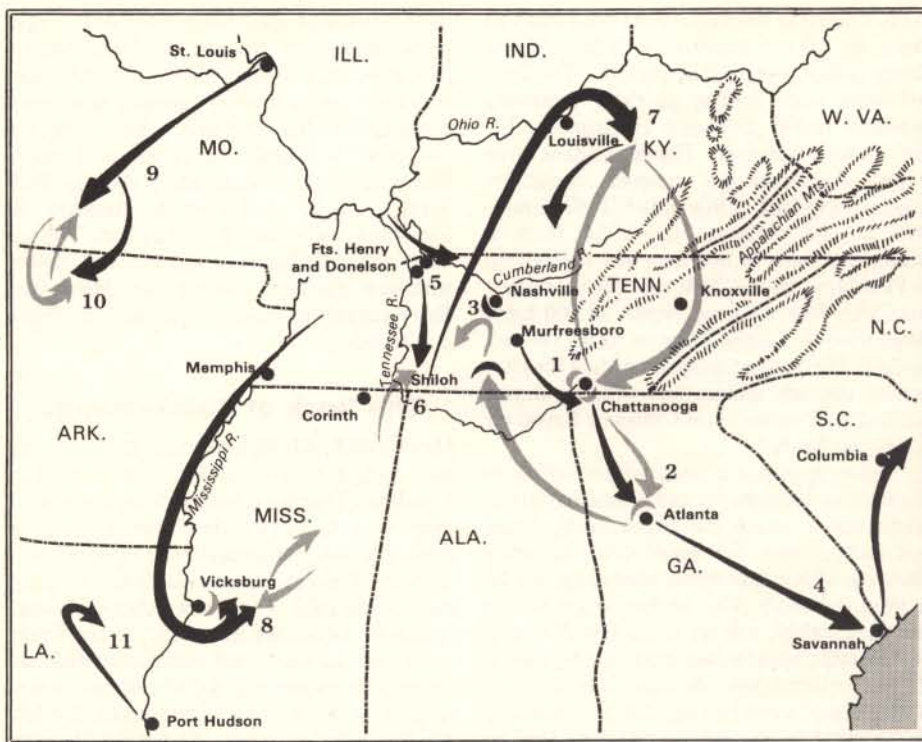 St. Louis
ILL.
IND.
Ohio R.
Louisville
7
KY.
W. VA.
MO.
9
Appalachian Mts.
Fts. Henry
and Donelson
5
Cumberland R.
10
Nashville
TENN.
3
Knoxville
Murfreesboro
N.C.
Tennessee R.
1
Memphis
Shiloh
6
Chattanooga
Corinth
S.C.
ARK.
Columbia
Mississippi R.
2
MISS.
Atlanta
ALA.
GA.
Vicksburg
4
8
LA.
11
Savannah
Port Hudson